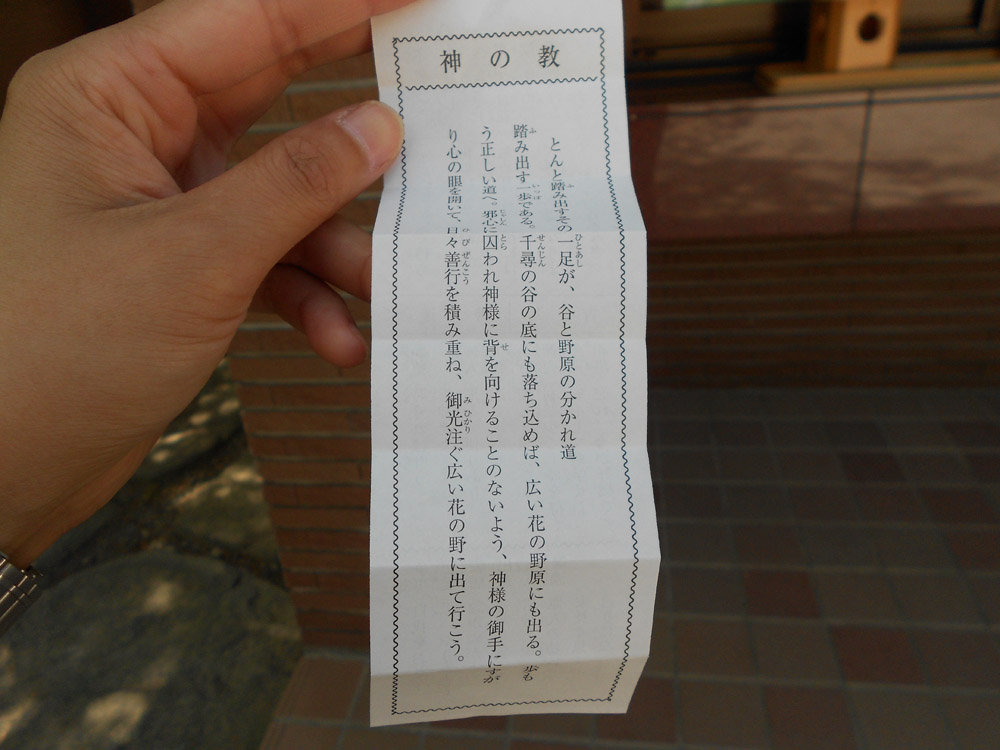 神の教
とんと踏み出すその一足が、谷と野原の分かれ道
踏み出す一歩である。千尋の谷の底にも落ち込めば、広い花の野原にも出る。歩も
う正しい道へ。邪心に囚われ神様に背を向けることのないよう、神様の御手にすが
り心の眼を開いて、日々善行を積み重ね、御光注ぐ広い花の野に出て行こう。